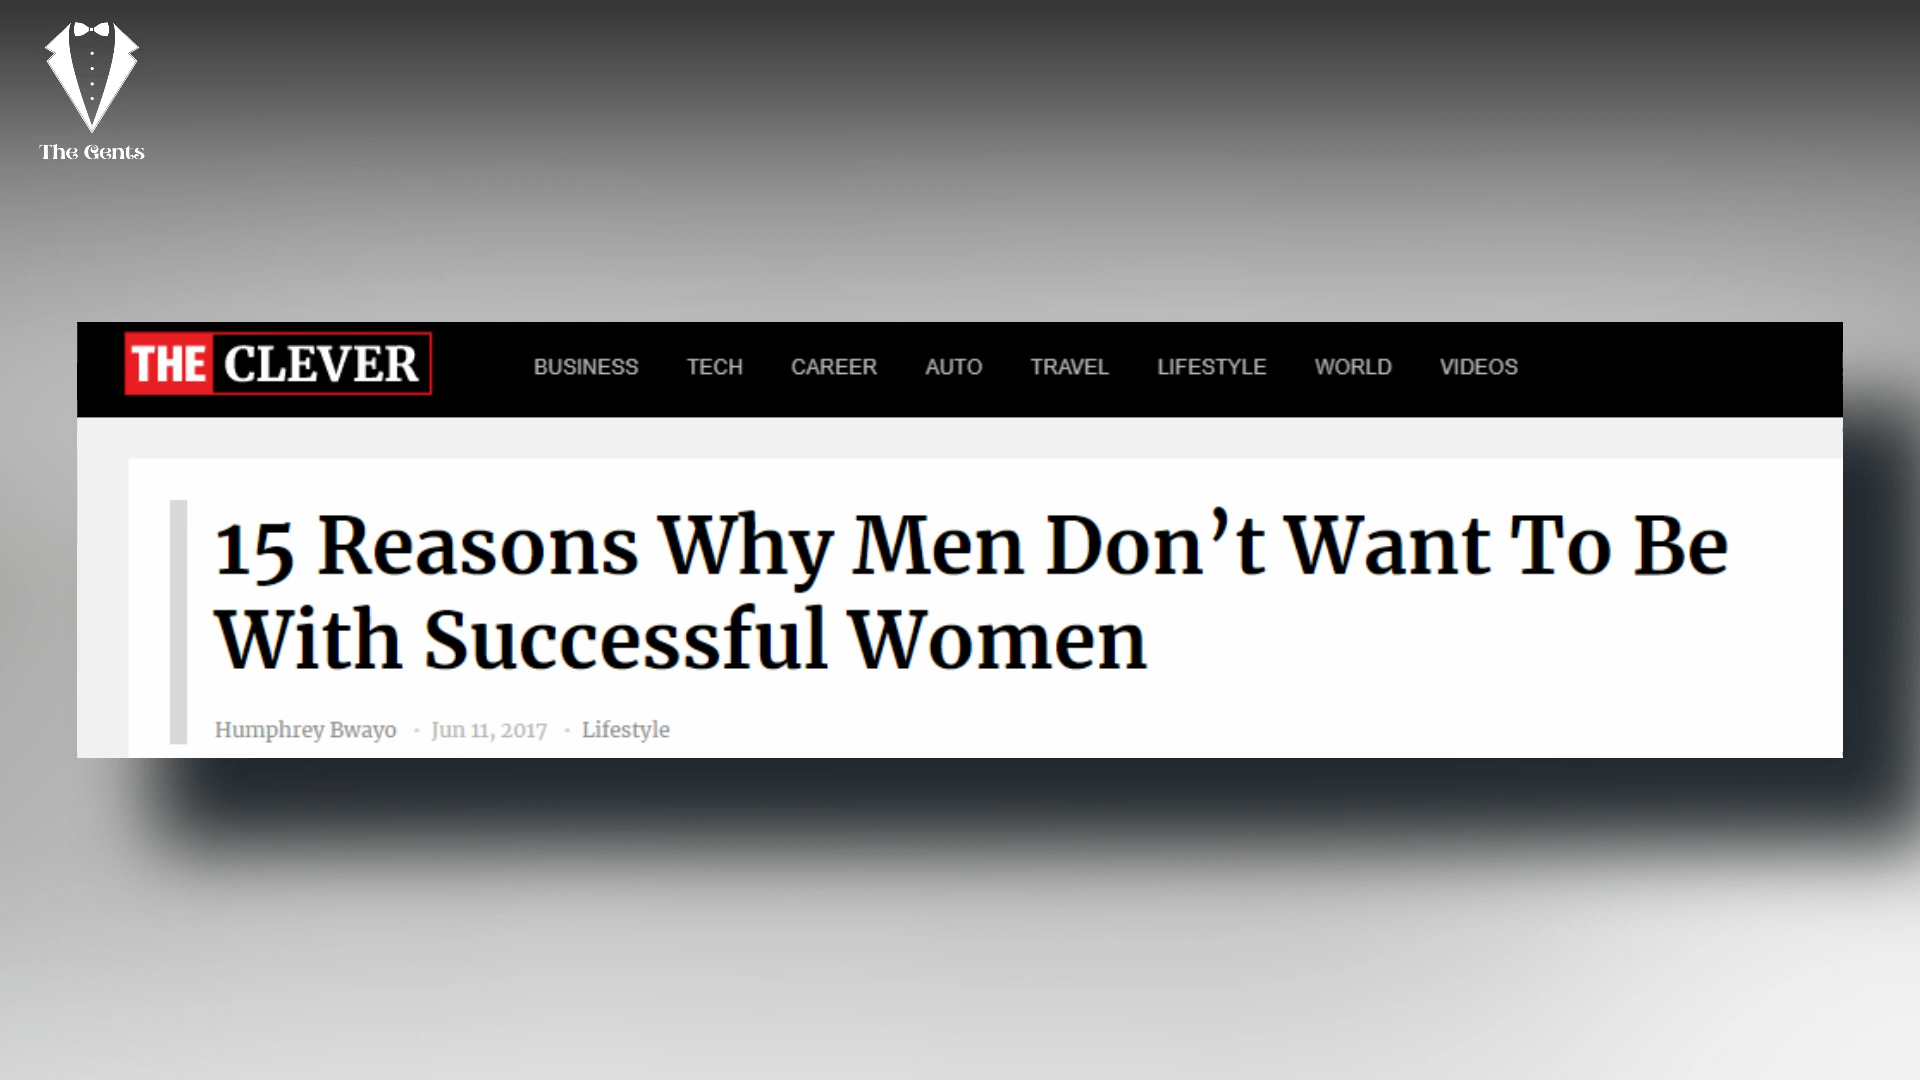 The Gents
THE CLEVER
BUSINESS TECH CAREER AUTO TRAVEL LIFESTYLE WORLD VIDEOS
15 Reasons Why Men Don’t Want To Be
With Successful Women
Humphrey Bwayo · Jun 11, 2017 · Lifestyle